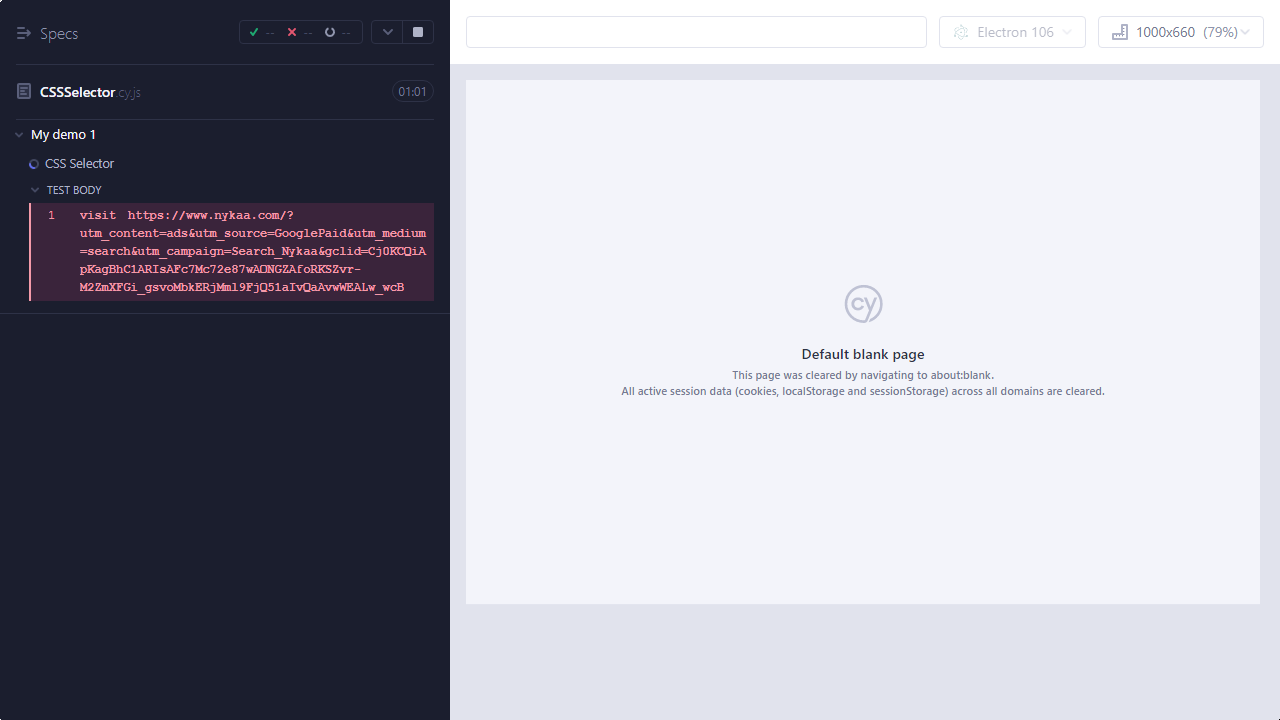 Specs
-- -- --
Electron 106
1000x660 (79%)
CSSSelector.cy.js
01:01
My demo 1
CSS Selector
TEST BODY
1 visit https://www.nykaa.com/?
utm_content=ads&utm_source=GooglePaid&utm_medium
=search&utm_campaign=Search_Nykaa&gclid=Cj0KCQiA
pKagBhC1ARIsAFc7Mc72e87wAONGZAfoRKSZvr-
M2ZmXFGi_gsvoMbkERjMml9FjQ51aIvQaAvwWEALw_wcB
cy
Default blank page
This page was cleared by navigating to about:blank.
All active session data (cookies, localStorage and sessionStorage) across all domains are cleared.